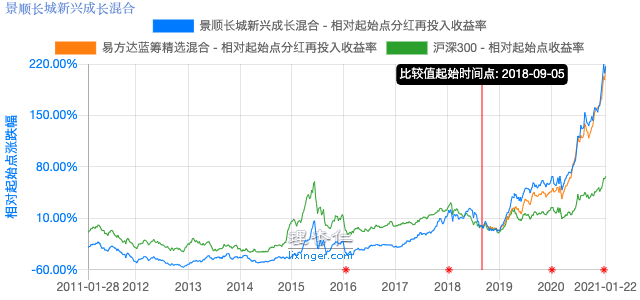 景顺长城新兴成长混合
景顺长城新兴成长混合 - 相对起始点分红再投入收益率
易方达蓝筹精选混合 - 相对起始点分红再投入收益率 沪深300 - 相对起始点收益率
比较值起始时间点: 2018-09-05
相对起始点涨跌幅
220.00%
150.00%
80.00%
10.00%
-60.00%
理杏仁
lixinger.com
2011-01-28 2012 2013 2014 2015 2016 2017 2018 2019 2020 2021-01-22